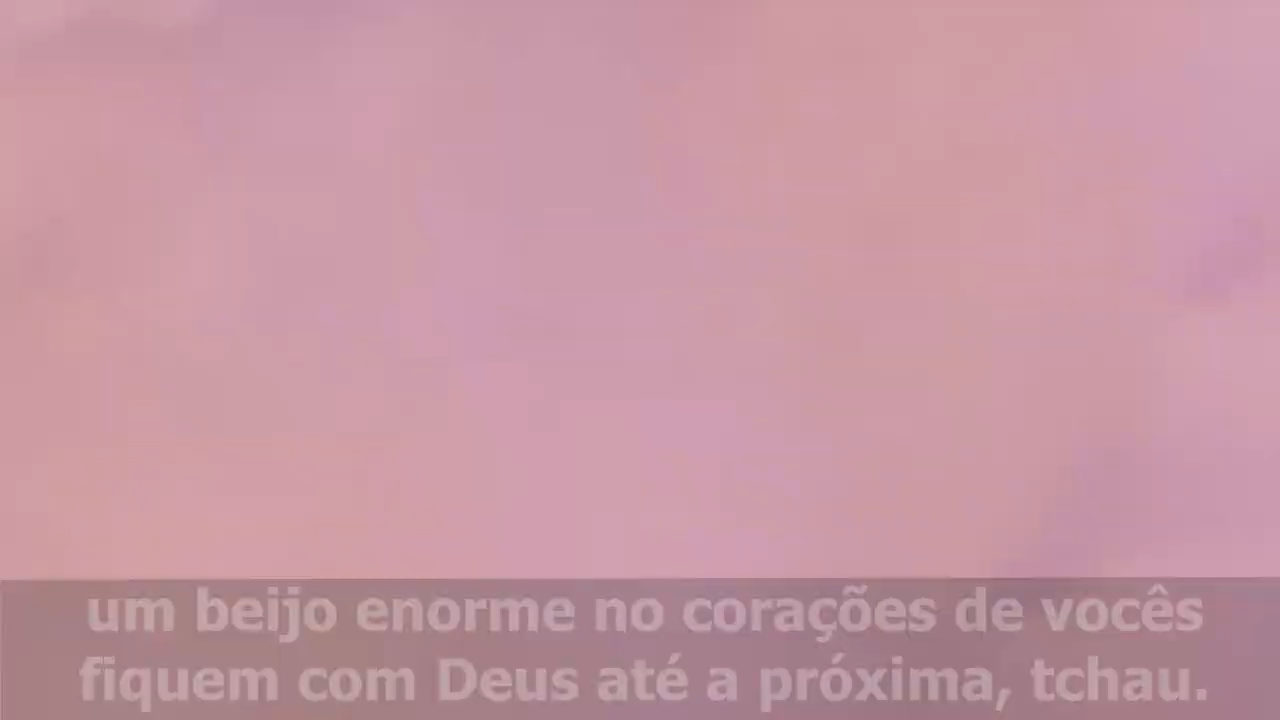 um beijo enorme no corações de vocês
fiquem com Deus até a próxima, tchau.